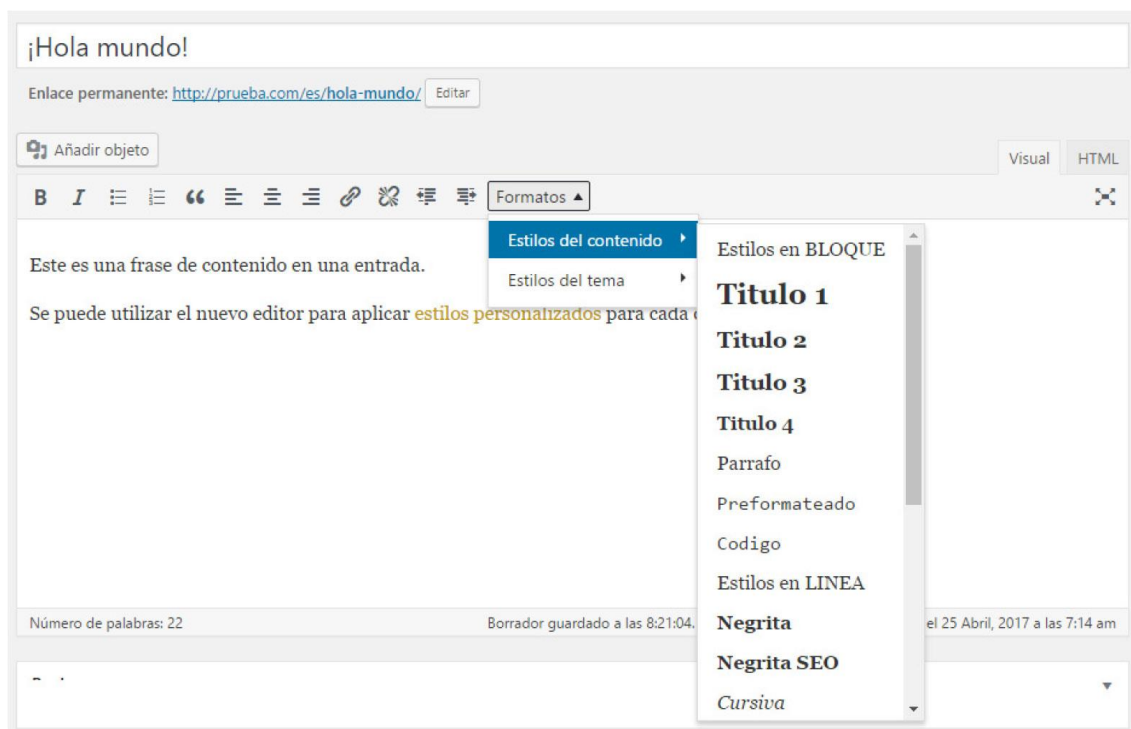 ¡Hola mundo!
Enlace permanente: http://prueba.com/es/hola-mundo/ Editar
Añadir objeto
Visual HTML
B I Formatos
Estilos del contenido
Estilos del tema
Este es una frase de contenido en una entrada.
Se puede utilizar el nuevo editor para aplicar estilos personalizados para cada
Estilos en BLOQUE
Titulo 1
Titulo 2
Titulo 3
Titulo 4
Parrafo
Preformateado
Codigo
Estilos en LINEA
Negrita
Negrita SEO
Cursiva
Número de palabras: 22
Borrador guardado a las 8:21:04.
el 25 Abril, 2017 a las 7:14 am